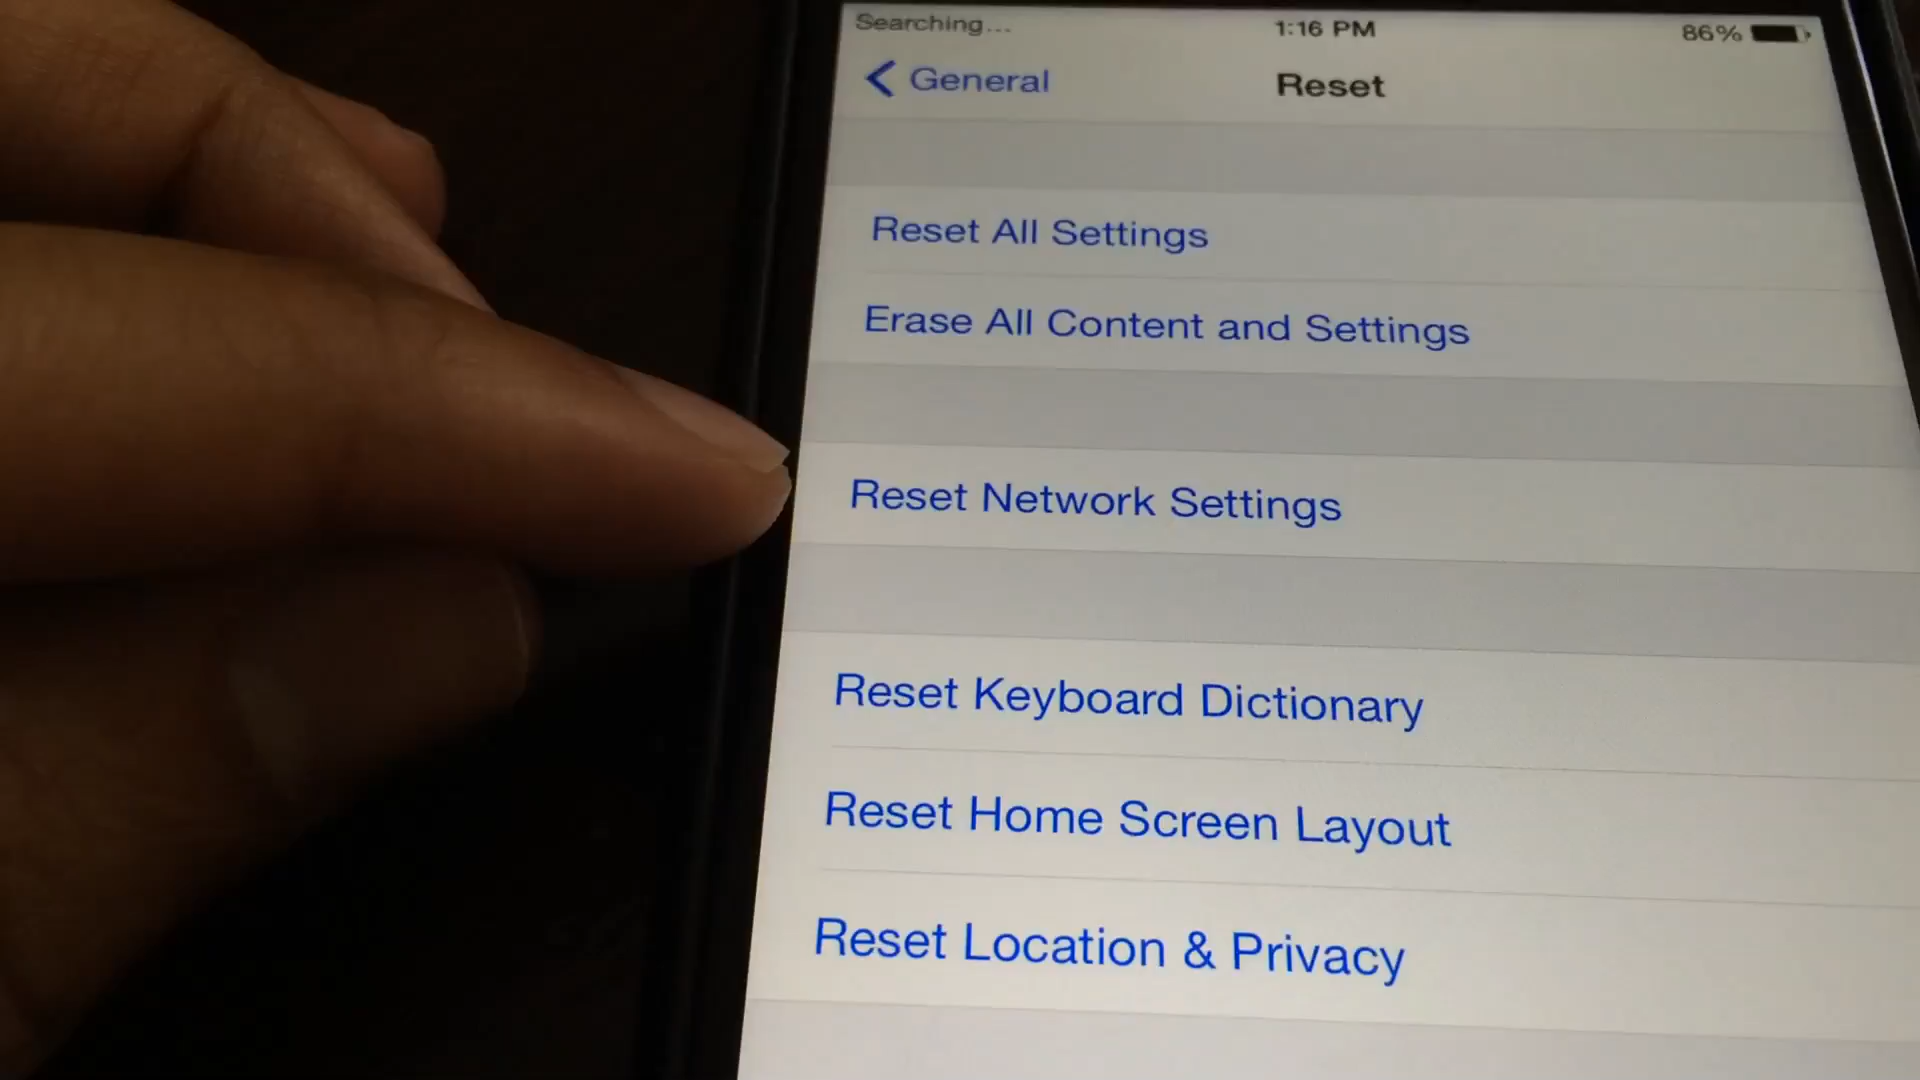 Searching... 1:16 PM 86%
General Reset
Reset All Settings
Erase All Content and Settings
Reset Network Settings
Reset Keyboard Dictionary
Reset Home Screen Layout
Reset Location & Privacy